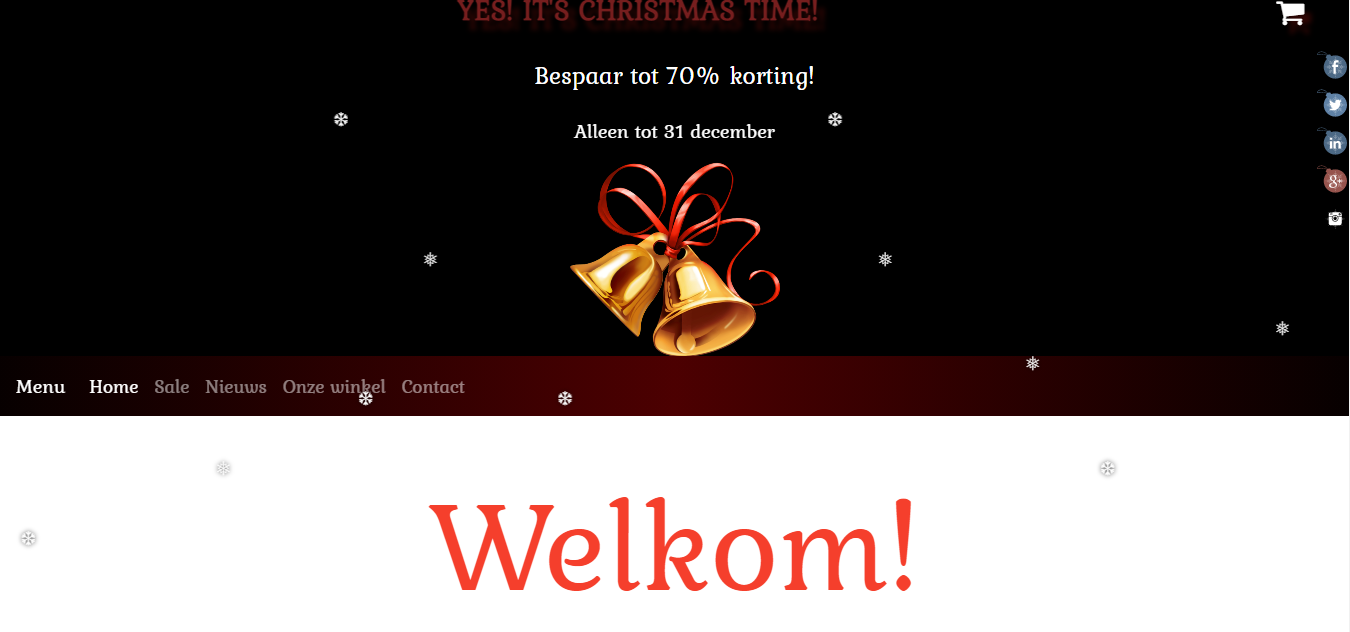 YES! IT'S CHRISTMAS TIME!
Bespaar tot 70% korting!
Alleen tot 31 december
Menu Home Sale Nieuws Onze winkel Contact
Welkom!